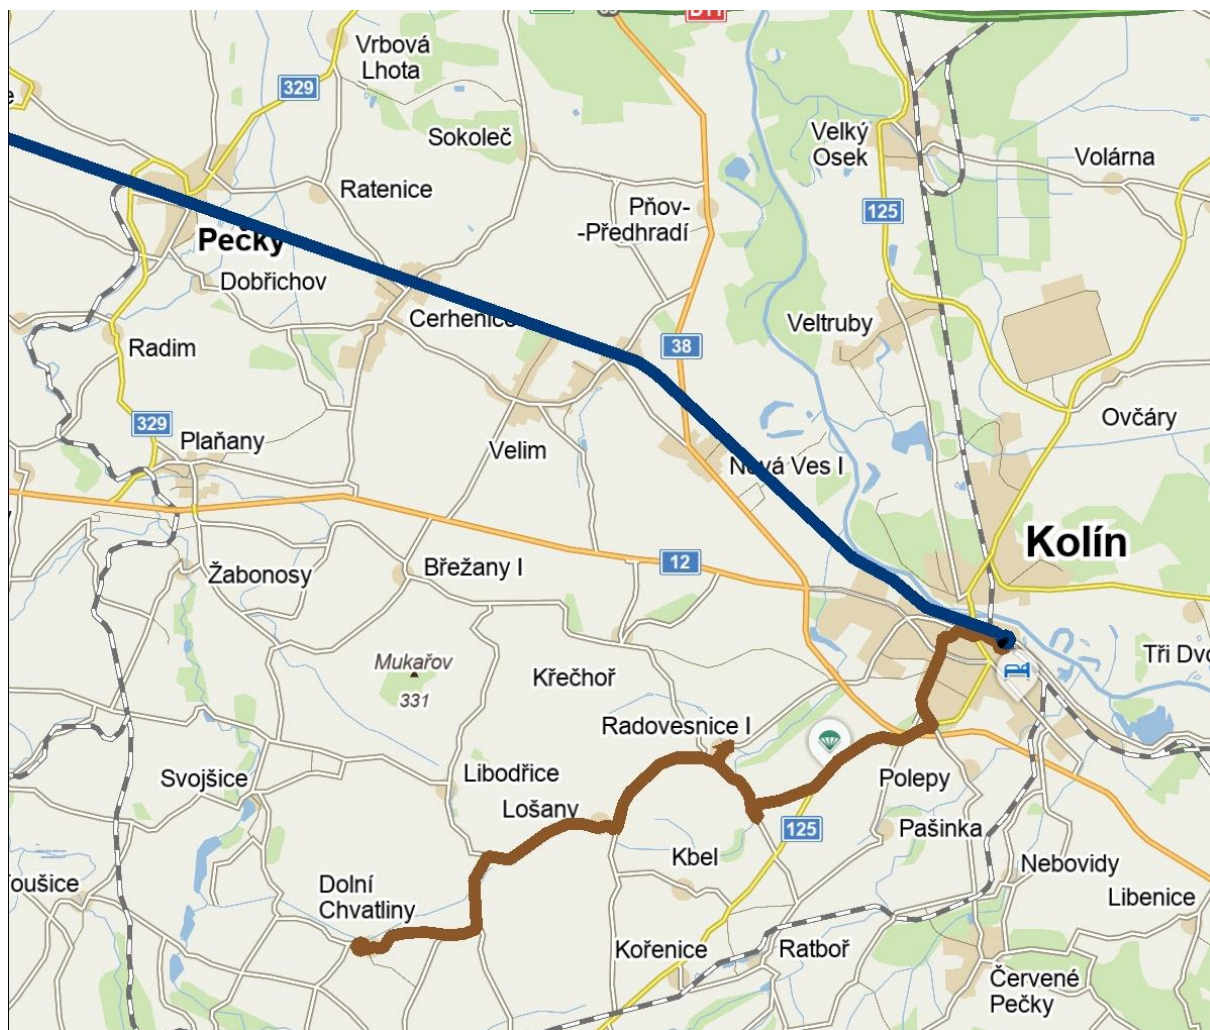 D11
Vrbová
Lhota
329
Sokoleč
Velký
Osek
Volárna
Ratenice
Pňov-
-Předhradí
125
Pečky
Dobřichov
Cerhenice
Veltruby
Radim
38
329
Plaňany
Ovčáry
Velim
Nová Ves I
Kolín
Žabonosy
Břežany I
12
Mukařov
331
Křečhoř
Tři Dvo
Radovesnice I
Svojšice
Libodřice
Lošany
Polepy
125
Pašinka
Kbel
Nebovidy
oušice
Dolní
Chvatliny
Libenice
Kořenice
Ratboř
Červené
Pečky